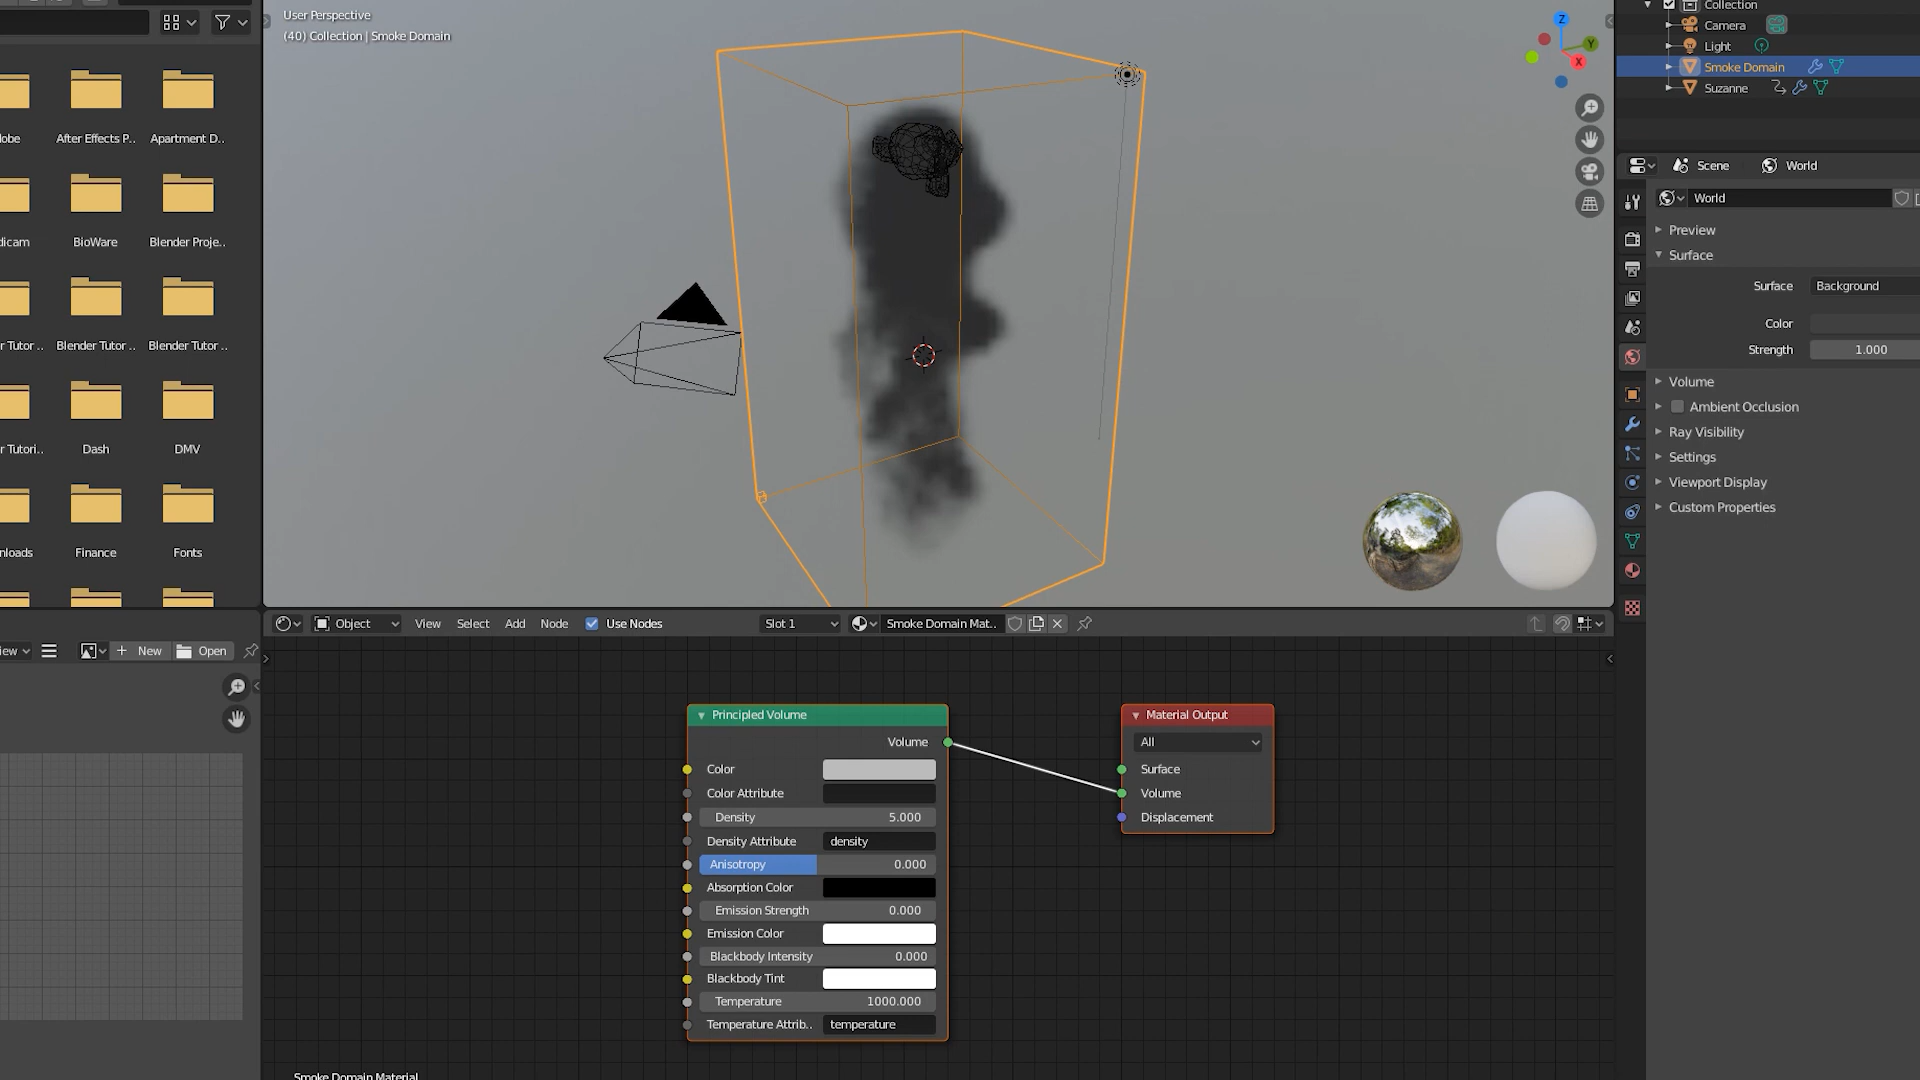 User Perspective
(40) Collection | Smoke Domain
Z
Y
X
After Effects P..
Apartment D..
BioWare
Blender Proje..
Blender Tutor ..
Blender Tutor ..
Dash
DMV
Finance
Fonts
Collection
Camera
Light
Smoke Domain
Suzanne
Scene
World
World
Preview
Surface
Surface
Background
Color
Strength
1.000
Volume
Ambient Occlusion
Ray Visibility
Settings
Viewport Display
Custom Properties
Object
View
Select
Add
Node
Use Nodes
Slot 1
Smoke Domain Mat..
New
Open
Principled Volume
Volume
Color
Color Attribute
Density
5.000
Density Attribute
density
Anisotropy
0.000
Absorption Color
Emission Strength
0.000
Emission Color
Blackbody Intensity
0.000
Blackbody Tint
Temperature
1000.000
Temperature Attrib..
temperature
Material Output
All
Surface
Volume
Displacement
Smoke Domain Material